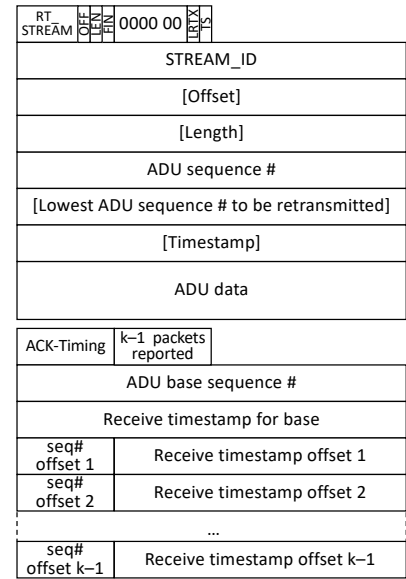 RT_
STREAM OFF LEN FIN 0000 00 LRTX TS
STREAM_ID
[Offset]
[Length]
ADU sequence #
[Lowest ADU sequence # to be retransmitted]
[Timestamp]
ADU data
ACK-Timing k–1 packets
reported
ADU base sequence #
Receive timestamp for base
seq#
offset 1 Receive timestamp offset 1
seq#
offset 2 Receive timestamp offset 2
...
seq#
offset k–1 Receive timestamp offset k–1